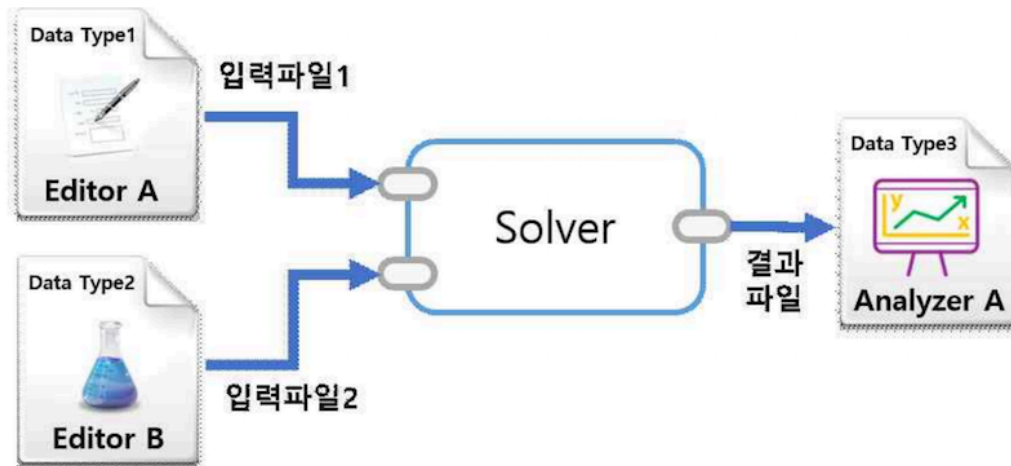 Data Type1
Editor A
입력파일1
Data Type2
Editor B
입력파일2
Solver
결과
파일
Data Type3
y
x
Analyzer A